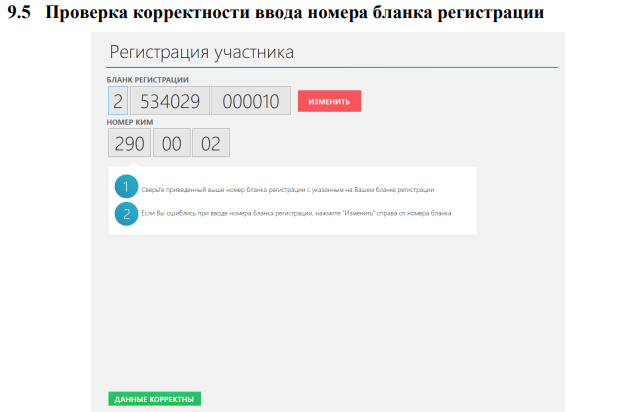 9.5 Проверка корректности ввода номера бланка регистрации
Регистрация участника
БЛАНК РЕГИСТРАЦИИ
2 534029 000010 ИЗМЕНИТЬ
НОМЕР КИМ
290 00 02
1 Сверьте приведенный выше номер бланка регистрации с указанным на Вашем бланке регистрации.
2 Если Вы ошиблись при вводе номера бланка регистрации, нажмите "Изменить" справа от номера бланка.
ДАННЫЕ КОРРЕКТНЫ